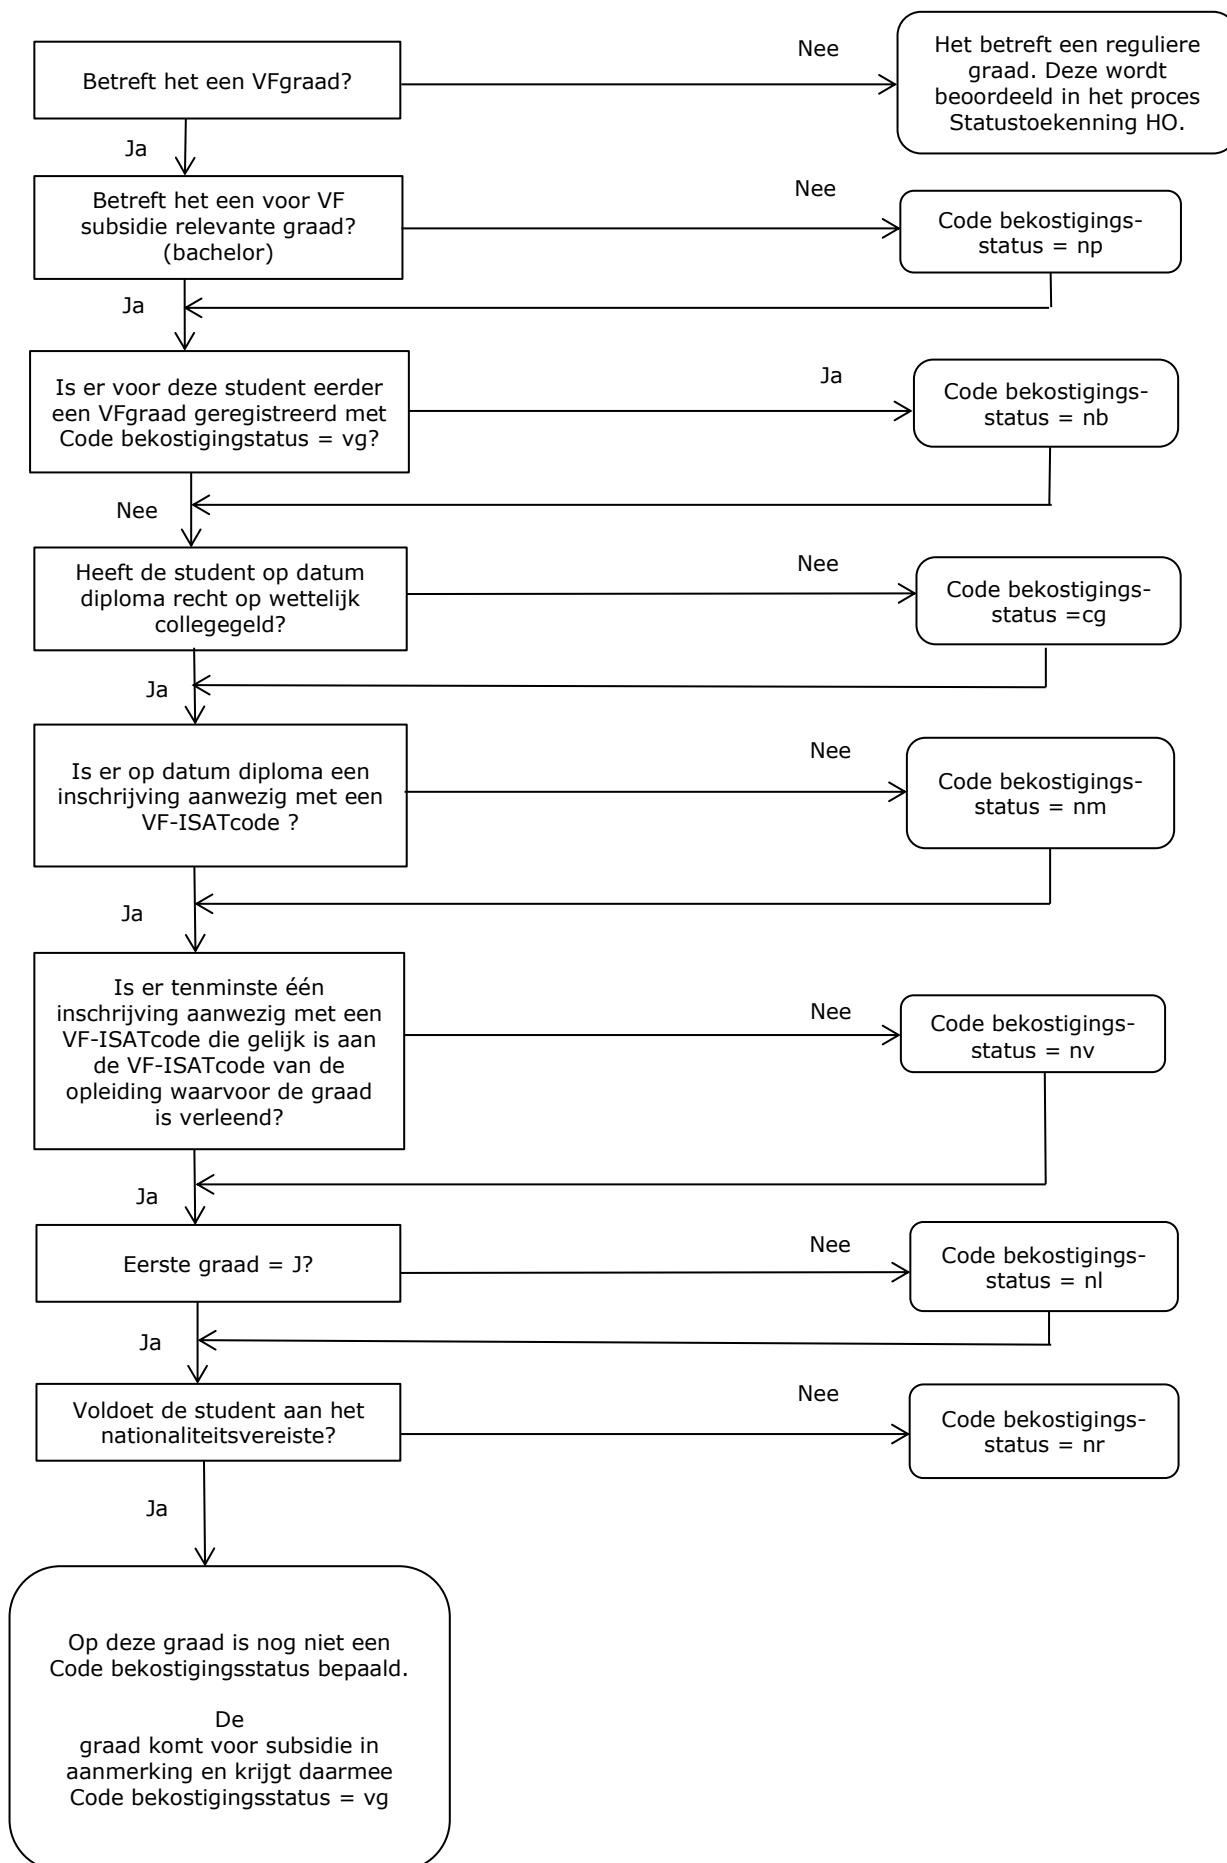 Betreft het een VFgraad?
Nee
Het betreft een reguliere
graad. Deze wordt
beoordeeld in het proces
Statustoekenning HO.
Ja
Betreft het een voor VF
subsidie relevante graad?
(bachelor)
Nee
Code bekostigings-
status = np
Ja
Is er voor deze student eerder
een VFgraad geregistreerd met
Code bekostigingstatus = vg?
Ja
Code bekostigings-
status = nb
Nee
Heeft de student op datum
diploma recht op wettelijk
collegegeld?
Nee
Code bekostigings-
status =cg
Ja
Is er op datum diploma een
inschrijving aanwezig met een
VF-ISATcode ?
Nee
Code bekostigings-
status = nm
Ja
Is er tenminste één
inschrijving aanwezig met een
VF-ISATcode die gelijk is aan
de VF-ISATcode van de
opleiding waarvoor de graad
is verleend?
Nee
Code bekostigings-
status = nv
Ja
Eerste graad = J?
Nee
Code bekostigings-
status = nl
Ja
Voldoet de student aan het
nationaliteitsvereiste?
Nee
Code bekostigings-
status = nr
Ja
Op deze graad is nog niet een
Code bekostigingsstatus bepaald.
De
graad komt voor subsidie in
aanmerking en krijgt daarmee
Code bekostigingsstatus = vg